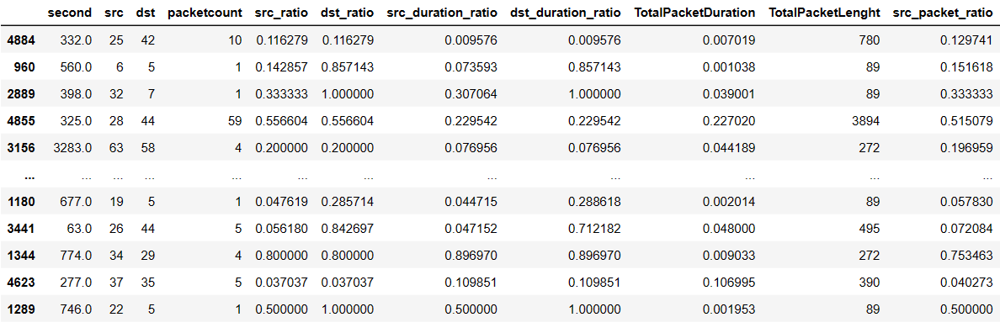 second src dst packetcount src_ratio dst_ratio src_duration_ratio dst_duration_ratio TotalPacketDuration TotalPacketLenght src_packet_ratio
4884 332.0 25 42 10 0.116279 0.116279 0.009576 0.009576 0.007019 780 0.129741
960 560.0 6 5 1 0.142857 0.857143 0.073593 0.857143 0.001038 89 0.151618
2889 398.0 32 7 1 0.333333 1.000000 0.307064 1.000000 0.039001 89 0.333333
4855 325.0 28 44 59 0.556604 0.556604 0.229542 0.229542 0.227020 3894 0.515079
3156 3283.0 63 58 4 0.200000 0.200000 0.076956 0.076956 0.044189 272 0.196959
... ... ... ... ... ... ... ... ... ... ... ...
1180 677.0 19 5 1 0.047619 0.285714 0.044715 0.288618 0.002014 89 0.057830
3441 63.0 26 44 5 0.056180 0.842697 0.047152 0.712182 0.048000 495 0.072084
1344 774.0 34 29 4 0.800000 0.800000 0.896970 0.896970 0.009033 272 0.753463
4623 277.0 37 35 5 0.037037 0.037037 0.109851 0.109851 0.106995 390 0.040273
1289 746.0 22 5 1 0.500000 1.000000 0.500000 1.000000 0.001953 89 0.500000